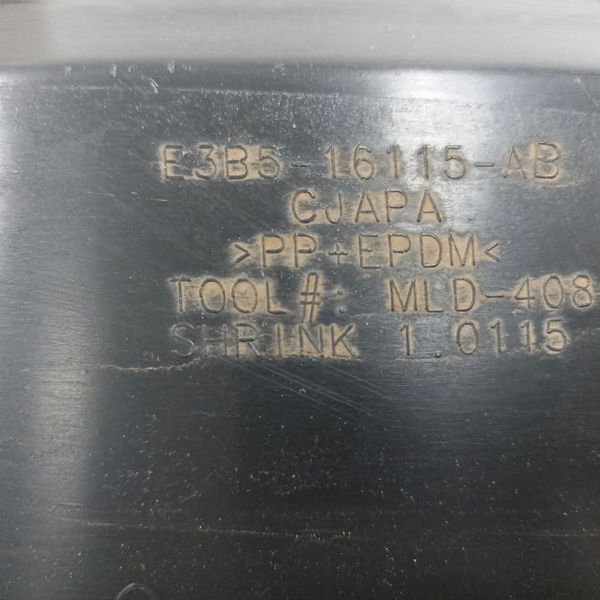 E3B5-16115-AB
CJAPA
>PP+EPDM<
TOOL#: MLD-408
SHRINK 1.0115